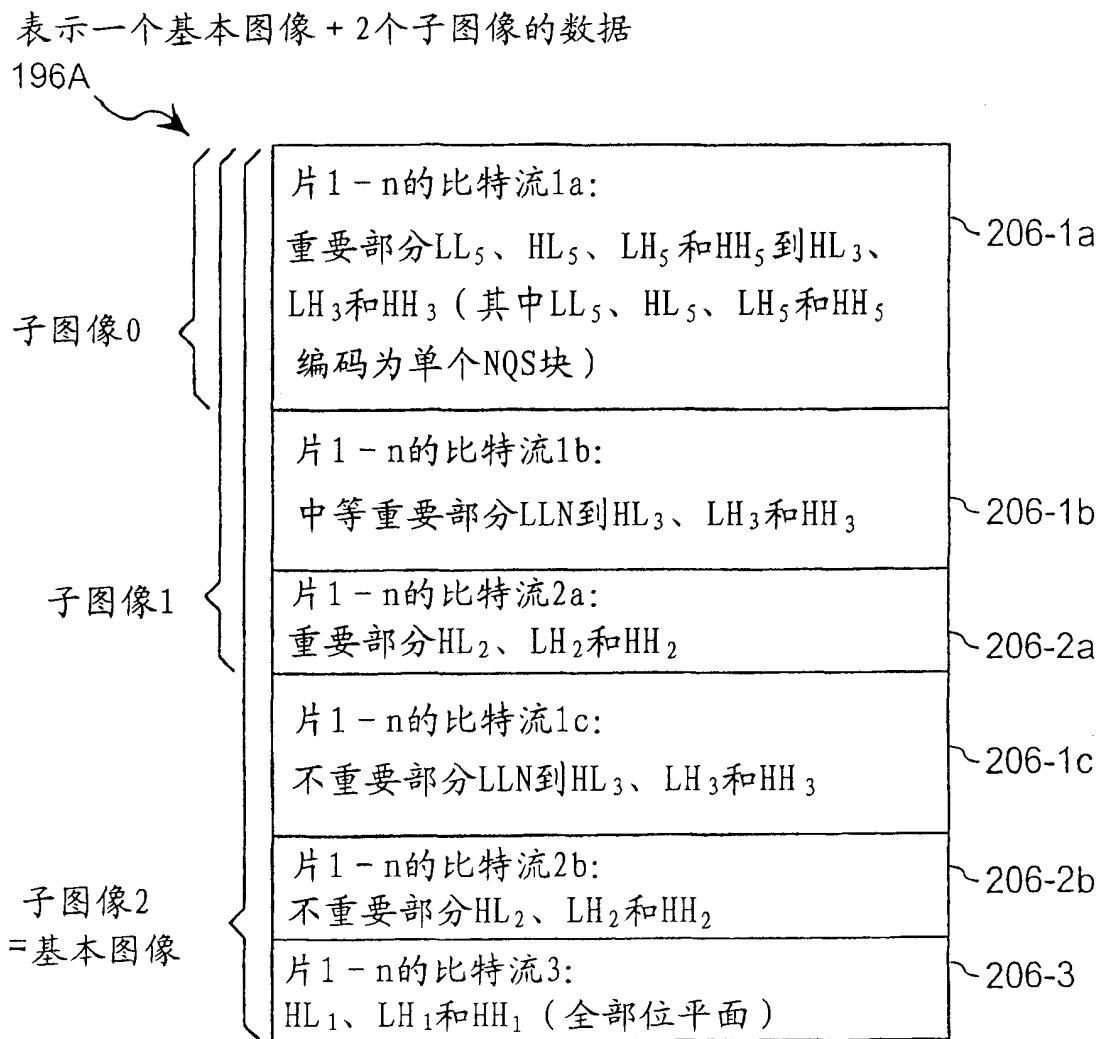 表示一个基本图像 + 2个子图像的数据
196A
片1-n的比特流1a:
重要部分LL₅、HL₅、LH₅和HH₅到HL₃、
LH₃和HH₃（其中LL₅、HL₅、LH₅和HH₅
编码为单个NQS块）
206-1a
子图像0
片1-n的比特流1b:
中等重要部分LLN到HL₃、LH₃和HH₃
206-1b
子图像1
片1-n的比特流2a:
重要部分HL₂、LH₂和HH₂
206-2a
片1-n的比特流1c:
不重要部分LLN到HL₃、LH₃和HH₃
206-1c
片1-n的比特流2b:
不重要部分HL₂、LH₂和HH₂
206-2b
子图像2
=基本图像
片1-n的比特流3:
HL₁、LH₁和HH₁（全部位平面）
206-3